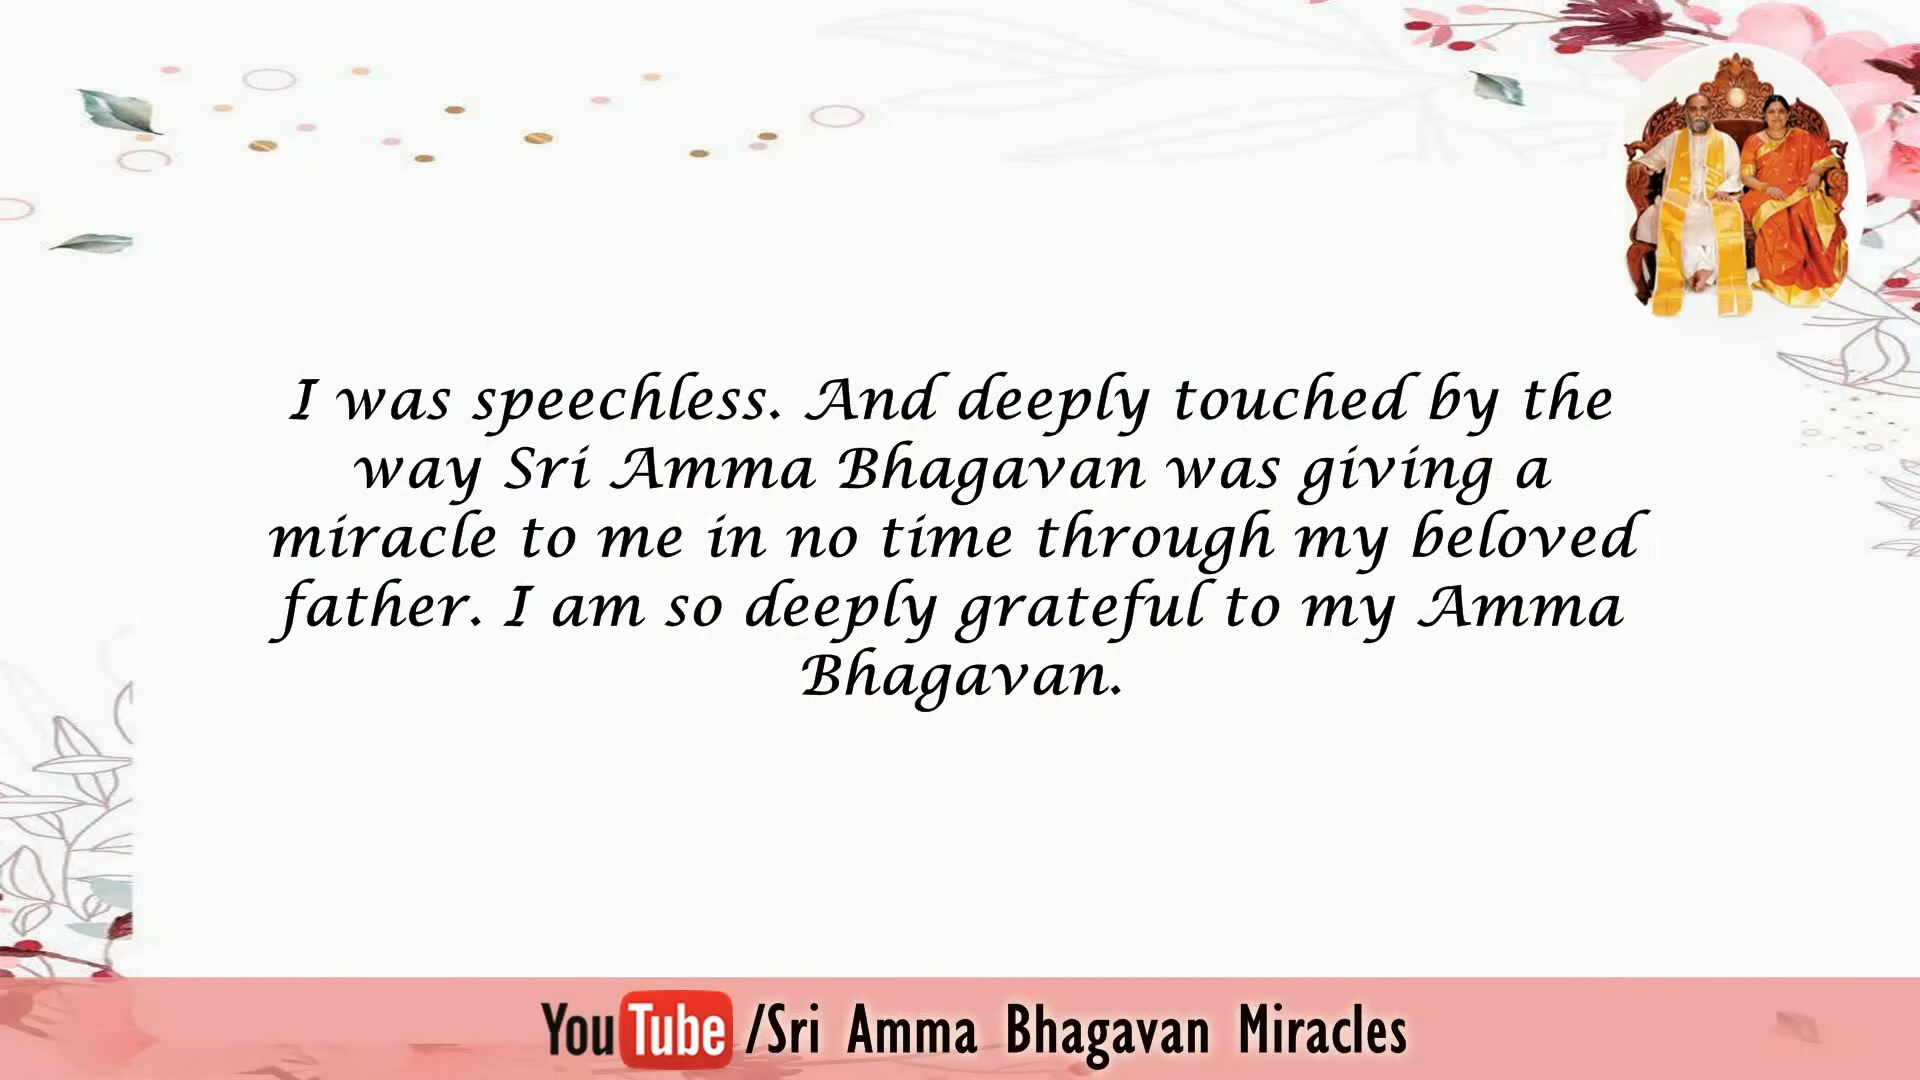 I was speechless. And deeply touched by the
way Sri Amma Bhagavan was giving a
miracle to me in no time through my beloved
father. I am so deeply grateful to my Amma
Bhagavan.
YouTube /Sri Amma Bhagavan Miracles